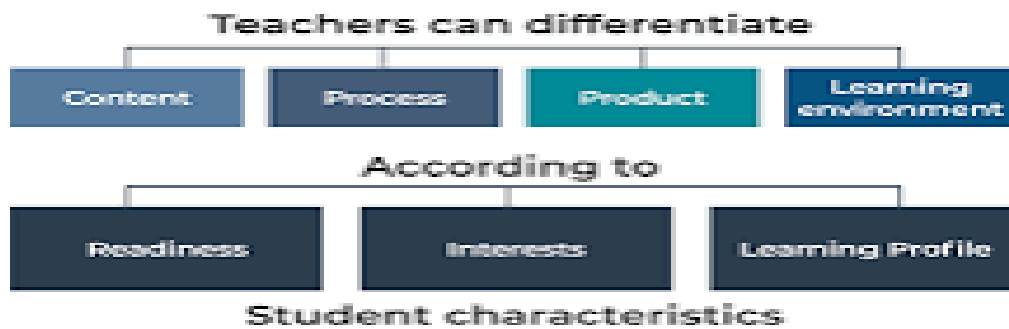 Teachers can differentiate
Content
Process
Product
Learning
environment
According to
Readiness
Interests
Learning Profile
Student characteristics